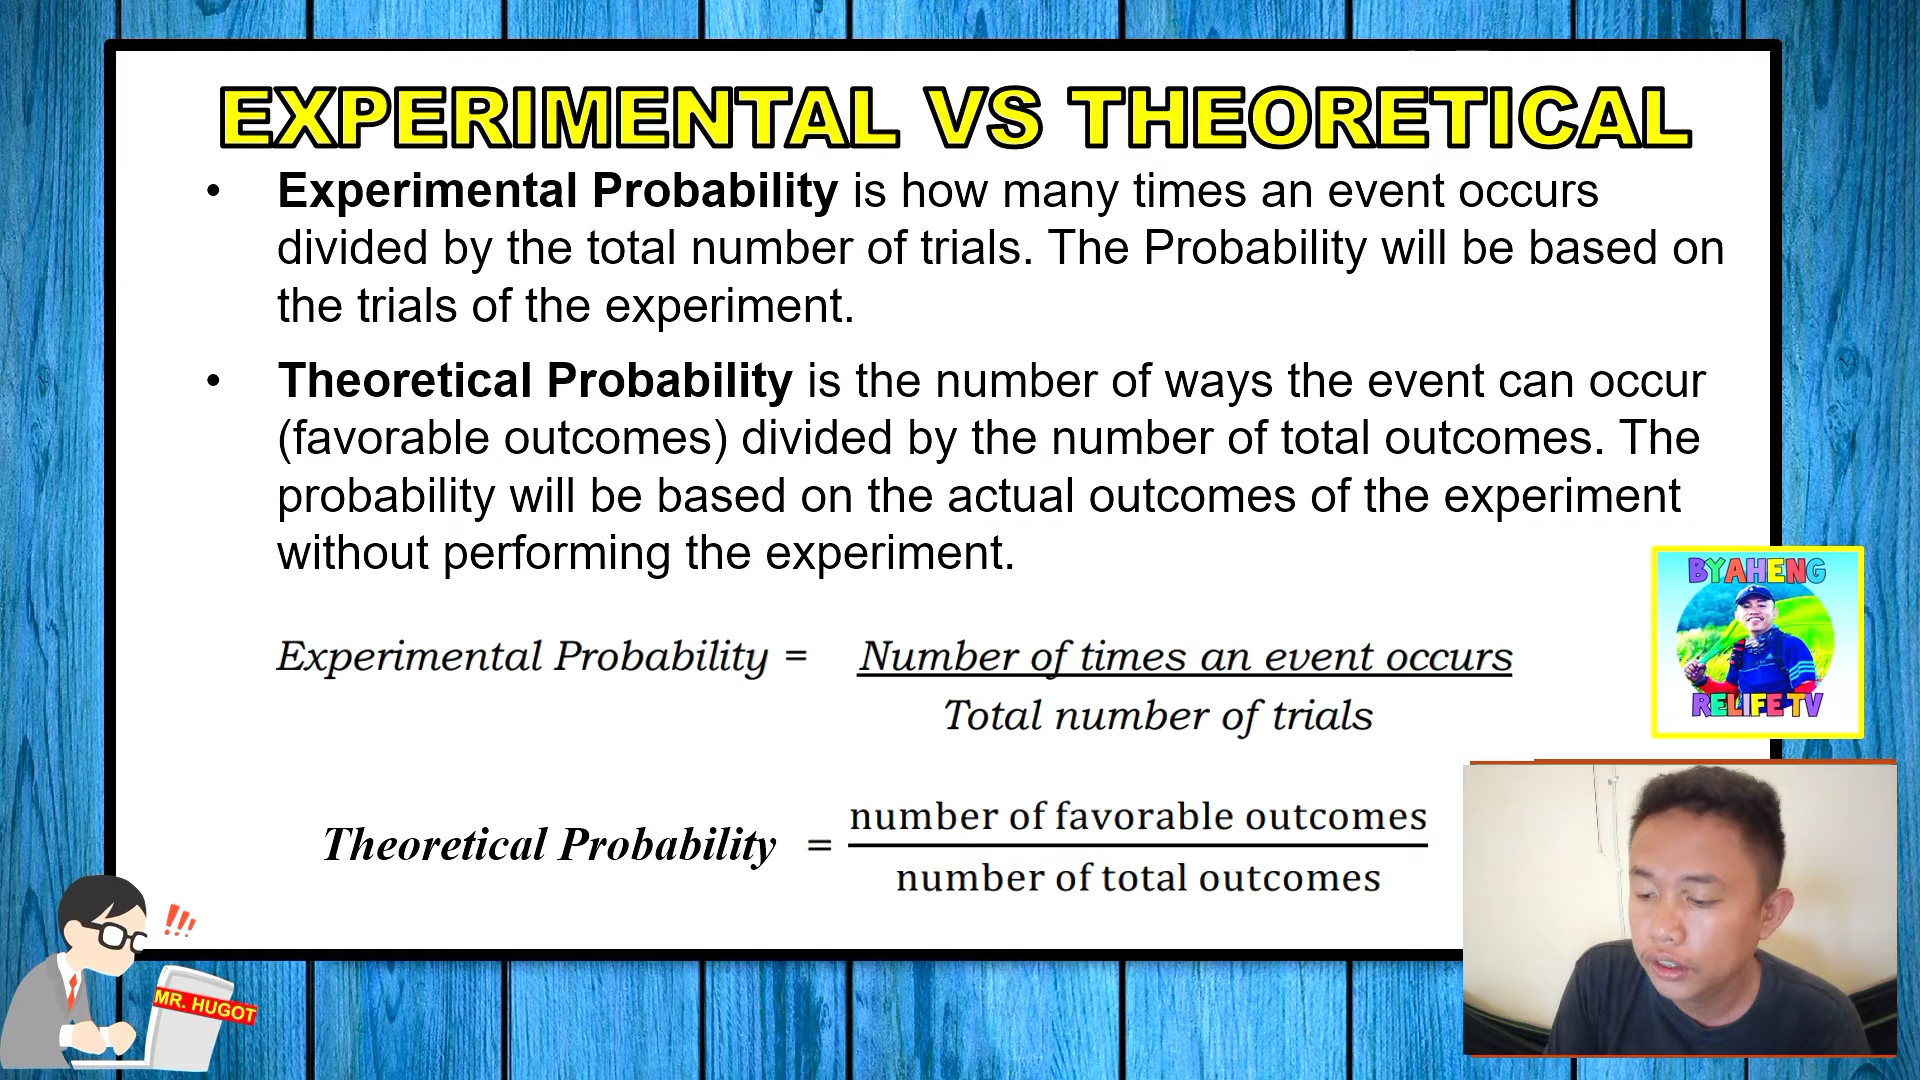 EXPERIMENTAL VS THEORETICAL
• Experimental Probability is how many times an event occurs
divided by the total number of trials. The Probability will be based on
the trials of the experiment.
• Theoretical Probability is the number of ways the event can occur
(favorable outcomes) divided by the number of total outcomes. The
probability will be based on the actual outcomes of the experiment
without performing the experiment.
BYAHENG
RELIFE TV
Experimental Probability = Number of times an event occurs
Total number of trials
Theoretical Probability = number of favorable outcomes
number of total outcomes
!!!
MR. HUGOT